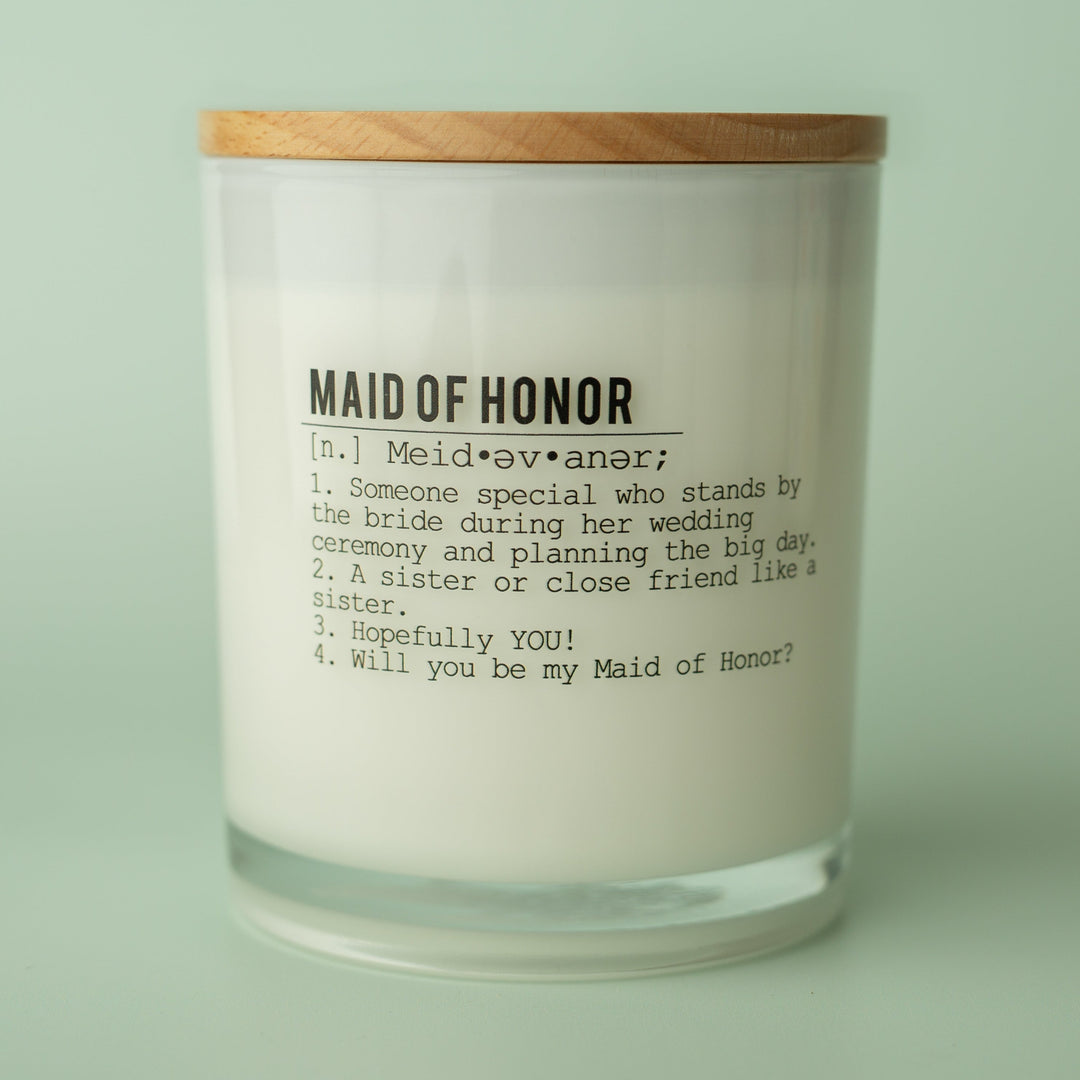 MAID OF HONOR
[n.] Meid•əv•anər;
1. Someone special who stands by
the bride during her wedding
ceremony and planning the big day.
2. A sister or close friend like a
sister.
3. Hopefully YOU!
4. Will you be my Maid of Honor?